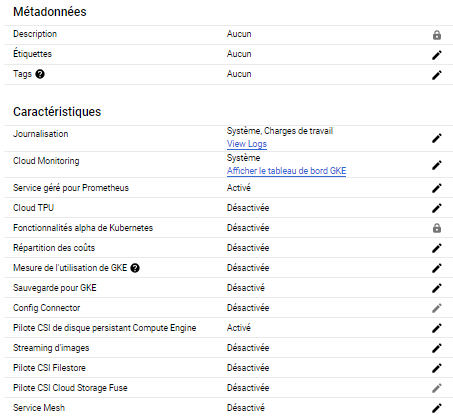 Métadonnées
Description Aucun
Étiquettes Aucun
Tags Aucun
Caractéristiques
Journalisation Système, Charges de travail
View Logs
Cloud Monitoring Système
Afficher le tableau de bord GKE
Service géré pour Prometheus Activé
Cloud TPU Désactivée
Fonctionnalités alpha de Kubernetes Désactivée
Répartition des coûts Désactivée
Mesure de l'utilisation de GKE Désactivée
Sauvegarde pour GKE Désactivée
Config Connector Désactivée
Pilote CSI de disque persistant Compute Engine Activé
Streaming d'images Désactivée
Pilote CSI Filestore Désactivée
Pilote CSI Cloud Storage Fuse Désactivée
Service Mesh Désactivé